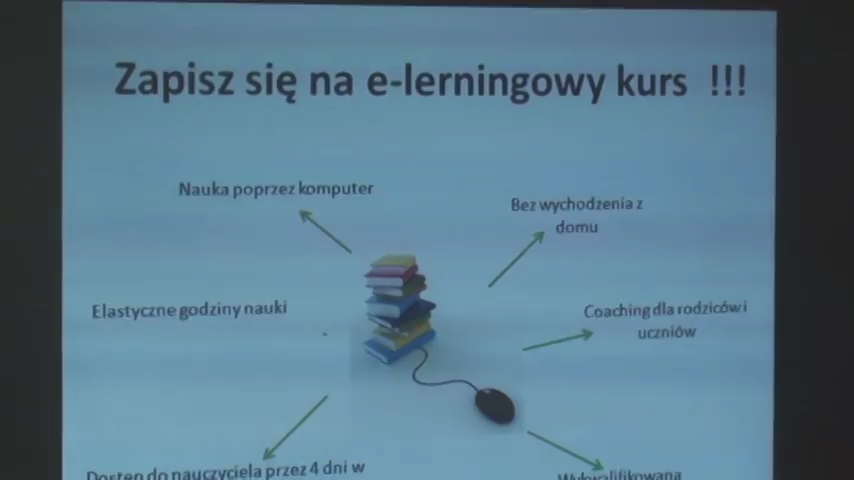 Zapisz się na e-lerningowy kurs !!!
Nauka poprzez komputer
Bez wychodzenia z
domu
Elastyczne godziny nauki
Coaching dla rodziców i
uczniów
Dostęp do nauczyciela przez 4 dni w
Wykwalifikowana